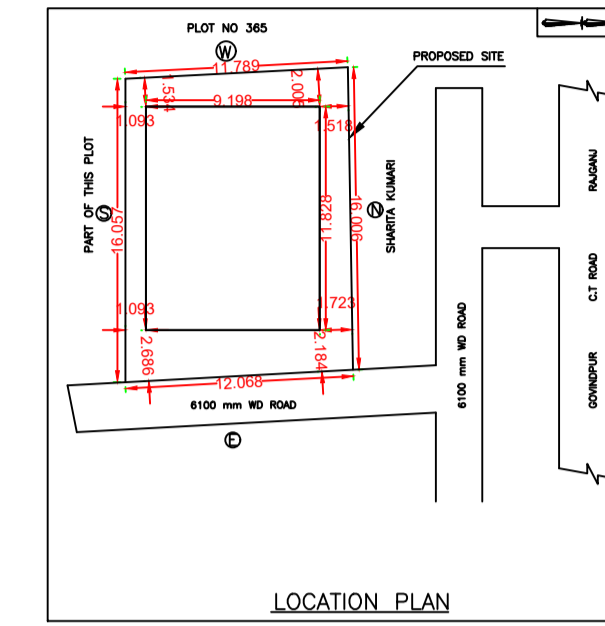 PLOT NO 365
W
11.789
PROPOSED SITE
1.534
2.005
9.198
1.093
1.518
PART OF THIS PLOT
S
16.057
11.828
16.006
N
SHARITA KUMARI
RAJGANJ
C.T ROAD
GOVINDPUR
6100 mm WD ROAD
1.093
1.723
2.686
2.184
12.068
6100 mm WD ROAD
E
LOCATION PLAN